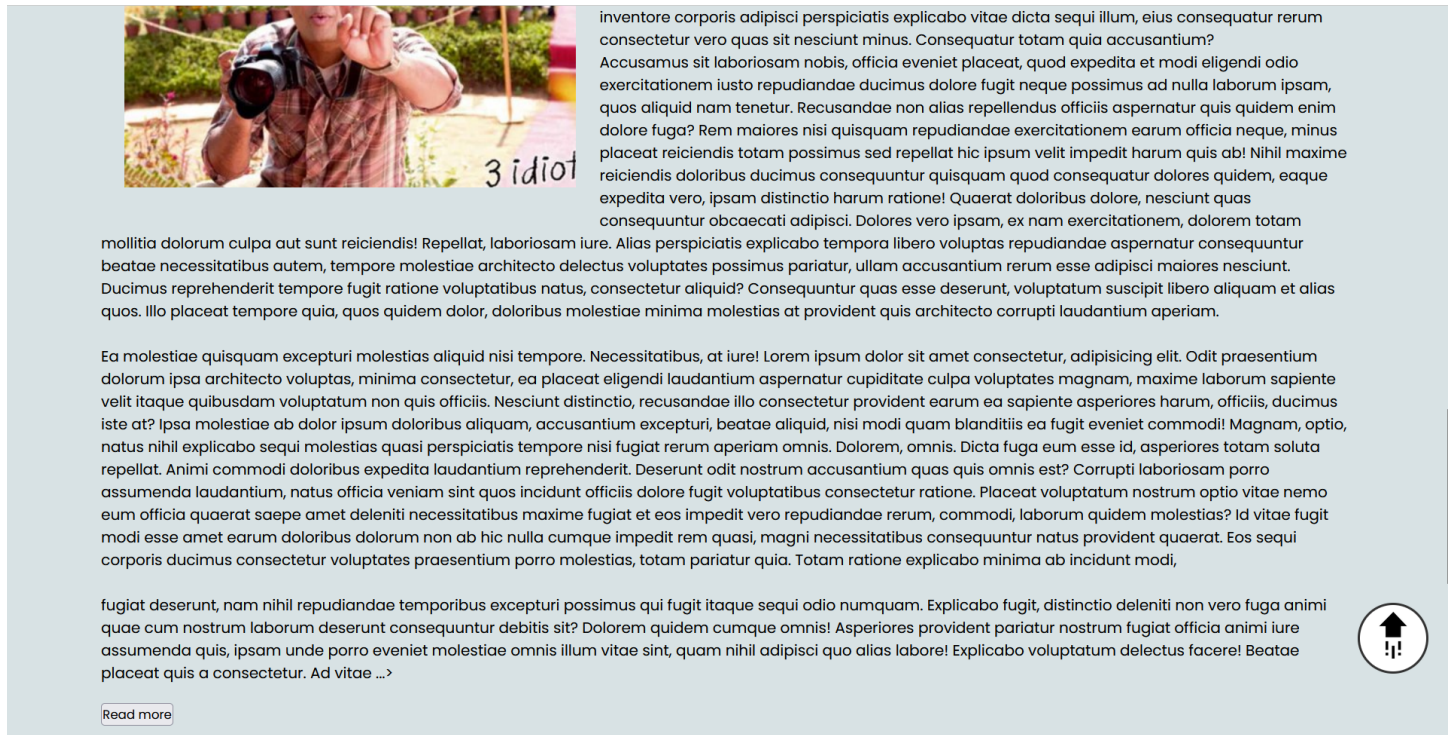 inventore corporis adipisci perspiciatis explicabo vitae dicta sequi illum, eius consequatur rerum
consectetur vero quas sit nesciunt minus. Consequatur totam quia accusantium?
Accusamus sit laboriosam nobis, officia eveniet placeat, quod expedita et modi eligendi odio
exercitationem iusto repudiandae ducimus dolore fugit neque possimus ad nulla laborum ipsam,
quos aliquid nam tenetur. Recusandae non alias repellendus officiis aspernatur quis quidem enim
dolore fuga? Rem maiores nisi quisquam repudiandae exercitationem earum officia neque, minus
placeat reiciendis totam possimus sed repellat hic ipsum velit impedit harum quis ab! Nihil maxime
3 idiot
reiciendis doloribus ducimus consequuntur quisquam quod consequatur dolores quidem, eaque
expedita vero, ipsam distinctio harum ratione! Quaerat doloribus dolore, nesciunt quas
consequuntur obcaecati adipisci. Dolores vero ipsam, ex nam exercitationem, dolorem totam
mollitia dolorum culpa aut sunt reiciendis! Repellat, laboriosam iure. Alias perspiciatis explicabo tempora libero voluptas repudiandae aspernatur consequuntur
beatae necessitatibus autem, tempore molestiae architecto delectus voluptates possimus pariatur, ullam accusantium rerum esse adipisci maiores nesciunt.
Ducimus reprehenderit tempore fugit ratione voluptatibus natus, consectetur aliquid? Consequuntur quas esse deserunt, voluptatum suscipit libero aliquam et alias
quos. Illo placeat tempore quia, quos quidem dolor, doloribus molestiae minima molestias at provident quis architecto corrupti laudantium aperiam.
Ea molestiae quisquam excepturi molestias aliquid nisi tempore. Necessitatibus, at iure! Lorem ipsum dolor sit amet consectetur, adipisicing elit. Odit praesentium
dolorum ipsa architecto voluptas, minima consectetur, ea placeat eligendi laudantium aspernatur cupiditate culpa voluptates magnam, maxime laborum sapiente
velit itaque quibusdam voluptatum non quis officiis. Nesciunt distinctio, recusandae illo consectetur provident earum ea sapiente asperiores harum, officiis, ducimus
iste at? Ipsa molestiae ab dolor ipsum doloribus aliquam, accusantium excepturi, beatae aliquid, nisi modi quam blanditiis ea fugit eveniet commodi! Magnam, optio,
natus nihil explicabo sequi molestias quasi perspiciatis tempore nisi fugiat rerum aperiam omnis. Dolorem, omnis. Dicta fuga eum esse id, asperiores totam soluta
repellat. Animi commodi doloribus expedita laudantium reprehenderit. Deserunt odit nostrum accusantium quas quis omnis est? Corrupti laboriosam porro
assumenda laudantium, natus officia veniam sint quos incidunt officiis dolore fugit voluptatibus consectetur ratione. Placeat voluptatum nostrum optio vitae nemo
eum officia quaerat saepe amet deleniti necessitatibus maxime fugiat et eos impedit vero repudiandae rerum, commodi, laborum quidem molestias? Id vitae fugit
modi esse amet earum doloribus dolorum non ab hic nulla cumque impedit rem quasi, magni necessitatibus consequuntur natus provident quaerat. Eos sequi
corporis ducimus consectetur voluptates praesentium porro molestias, totam pariatur quia. Totam ratione explicabo minima ab incidunt modi,
fugiat deserunt, nam nihil repudiandae temporibus excepturi possimus qui fugit itaque sequi odio numquam. Explicabo fugit, distinctio deleniti non vero fuga animi
quae cum nostrum laborum deserunt consequuntur debitis sit? Dolorem quidem cumque omnis! Asperiores provident pariatur nostrum fugiat officia animi iure
assumenda quis, ipsam unde porro eveniet molestiae omnis illum vitae sint, quam nihil adipisci quo alias labore! Explicabo voluptatum delectus facere! Beatae
placeat quis a consectetur. Ad vitae ...>
Read more